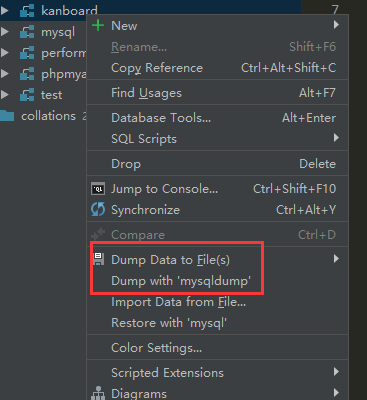 kanboard
7
mysql
perform
phpmya
test
collations 2
New
Rename... Shift+F6
Copy Reference Ctrl+Alt+Shift+C
Find Usages Alt+F7
Database Tools... Alt+Enter
SQL Scripts
Drop Delete
Jump to Console... Ctrl+Shift+F10
Synchronize Ctrl+Alt+Y
Compare Ctrl+D
Dump Data to File(s)
Dump with 'mysqldump'
Import Data from File...
Restore with 'mysql'
Color Settings...
Scripted Extensions
Diagrams